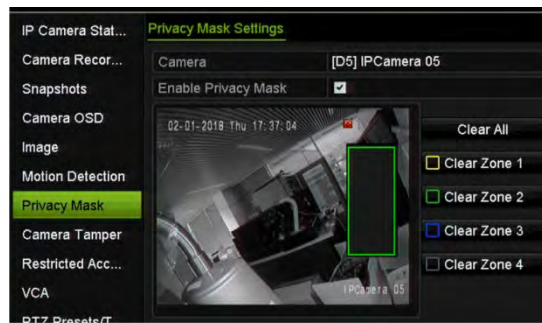 IP Camera Stat...
Privacy Mask Settings
Camera Recor...
Camera
[D5] IPCamera 05
Snapshots
Enable Privacy Mask
Camera OSD
02-01-2018 Thu 17:37:04
Clear All
Image
Clear Zone 1
Motion Detection
Clear Zone 2
Privacy Mask
Clear Zone 3
Camera Tamper
Restricted Acc...
Clear Zone 4
VCA
IPCamera 05
PTZ Presets/T...